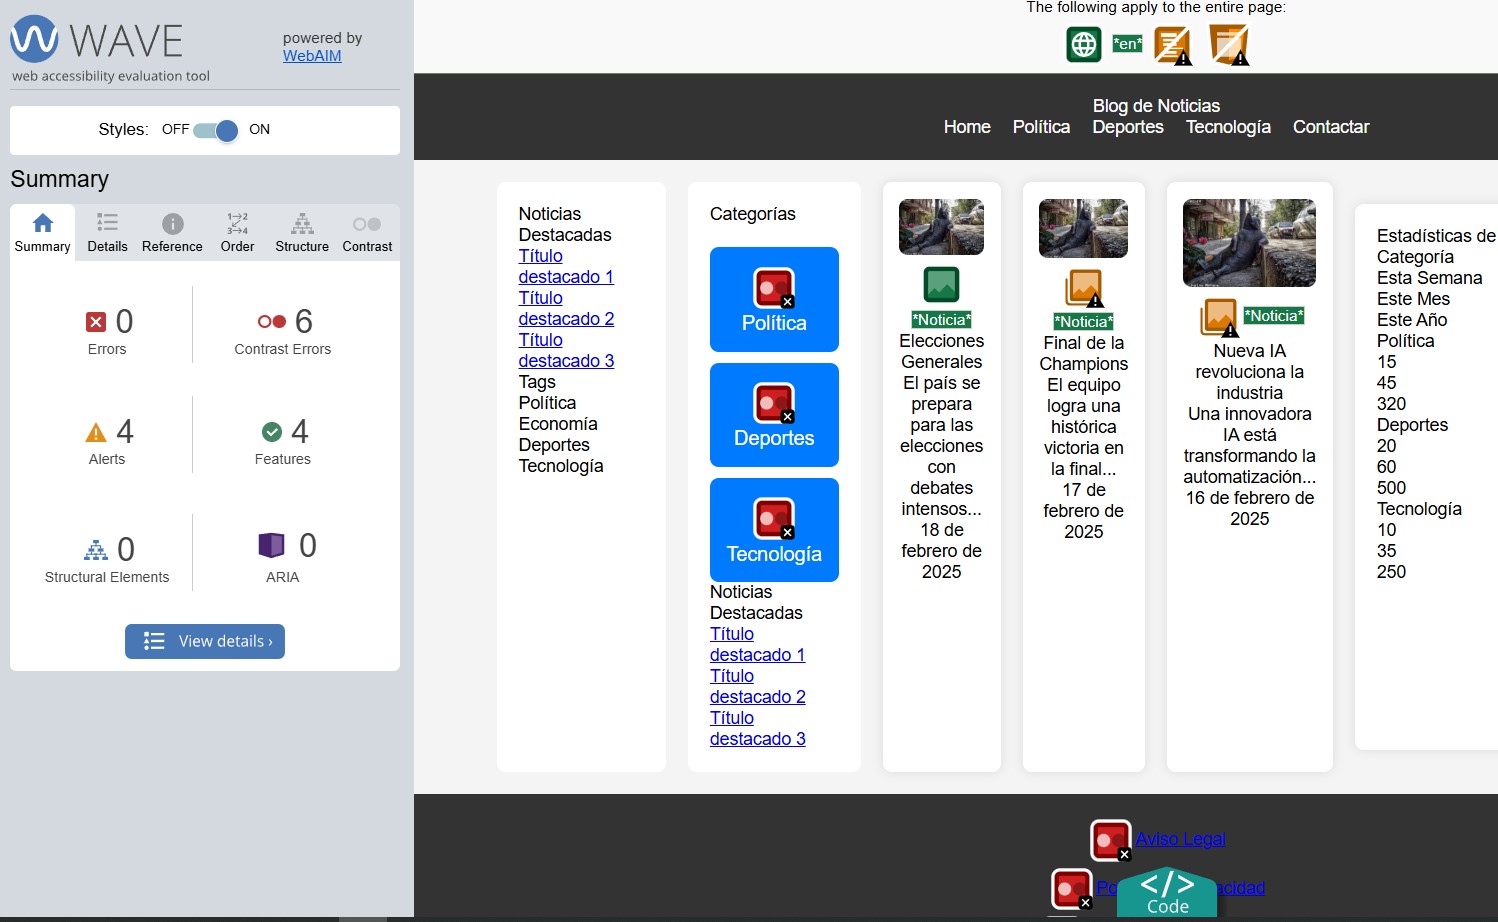 WAVE
web accessibility evaluation tool
powered by
WebAIM
Styles: OFF ON
Summary
Summary Details Reference Order Structure Contrast
0
Errors
6
Contrast Errors
4
Alerts
4
Features
0
Structural Elements
0
ARIA
View details ›
The following apply to the entire page:
*en*
Blog de Noticias
Home Política Deportes Tecnología Contactar
Noticias
Destacadas
Título
destacado 1
Título
destacado 2
Título
destacado 3
Tags
Política
Economía
Deportes
Tecnología
Categorías
Política
Deportes
Tecnología
Noticias
Destacadas
Título
destacado 1
Título
destacado 2
Título
destacado 3
*Noticia*
Elecciones
Generales
El país se
prepara
para las
elecciones
con
debates
intensos...
18 de
febrero de
2025
*Noticia*
Final de la
Champions
El equipo
logra una
histórica
victoria en
la final...
17 de
febrero de
2025
*Noticia*
Nueva IA
revoluciona la
industria
Una innovadora
IA está
transformando la
automatización...
16 de febrero de
2025
Estadísticas de
Categoría
Esta Semana
Este Mes
Este Año
Política
15
45
320
Deportes
20
60
500
Tecnología
10
35
250
Aviso Legal
</> Code